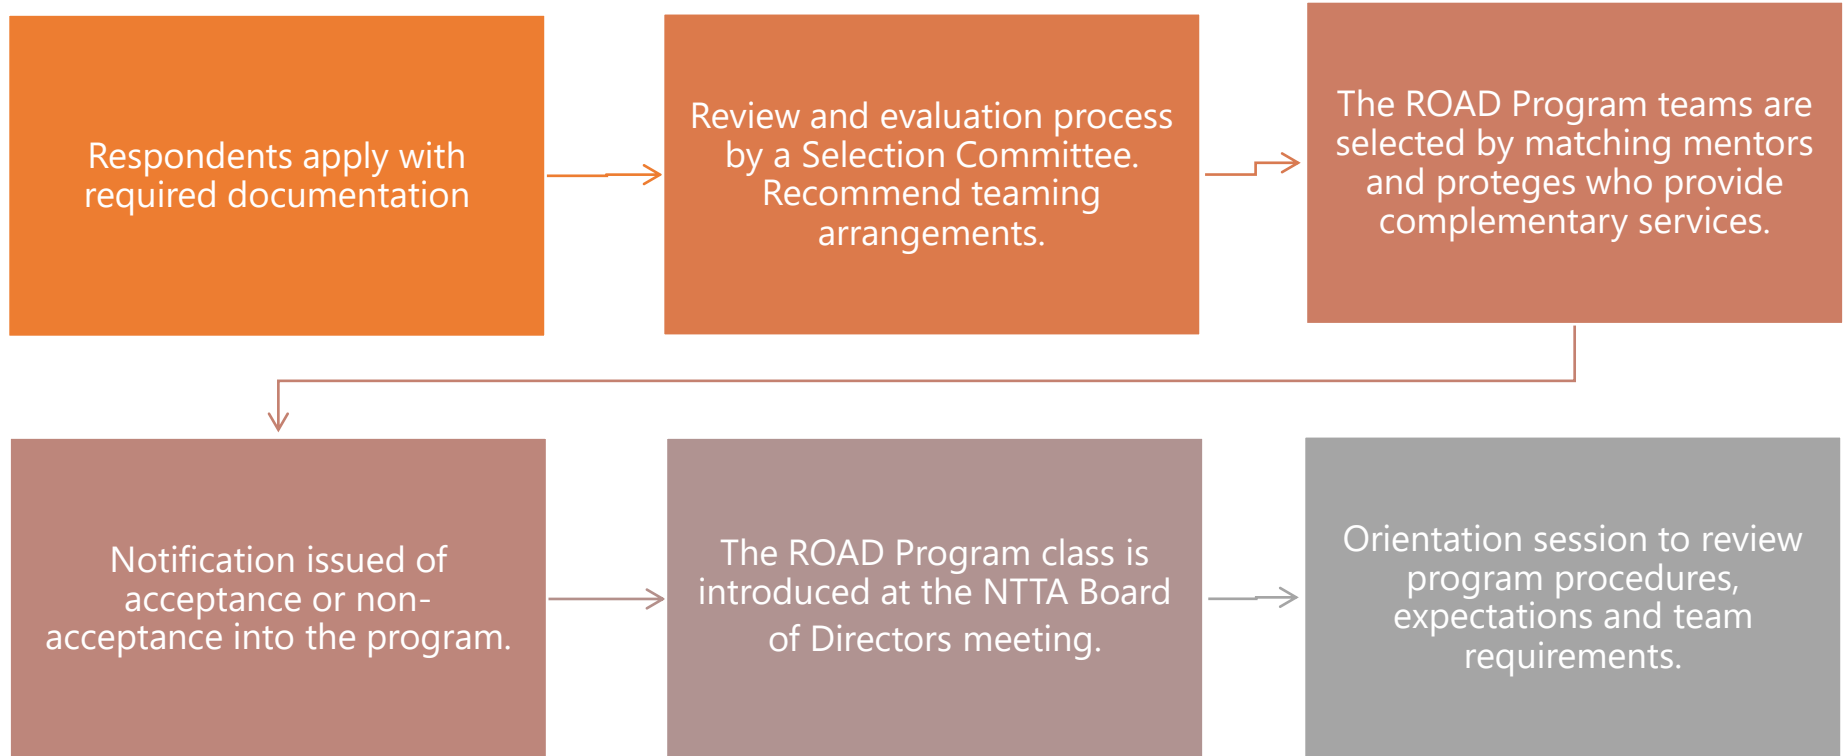 Respondents apply with
required documentation
Review and evaluation process
by a Selection Committee.
Recommend teaming
arrangements.
The ROAD Program teams are
selected by matching mentors
and proteges who provide
complementary services.
Notification issued of
acceptance or non-
acceptance into the program.
The ROAD Program class is
introduced at the NTTA Board
of Directors meeting.
Orientation session to review
program procedures,
expectations and team
requirements.